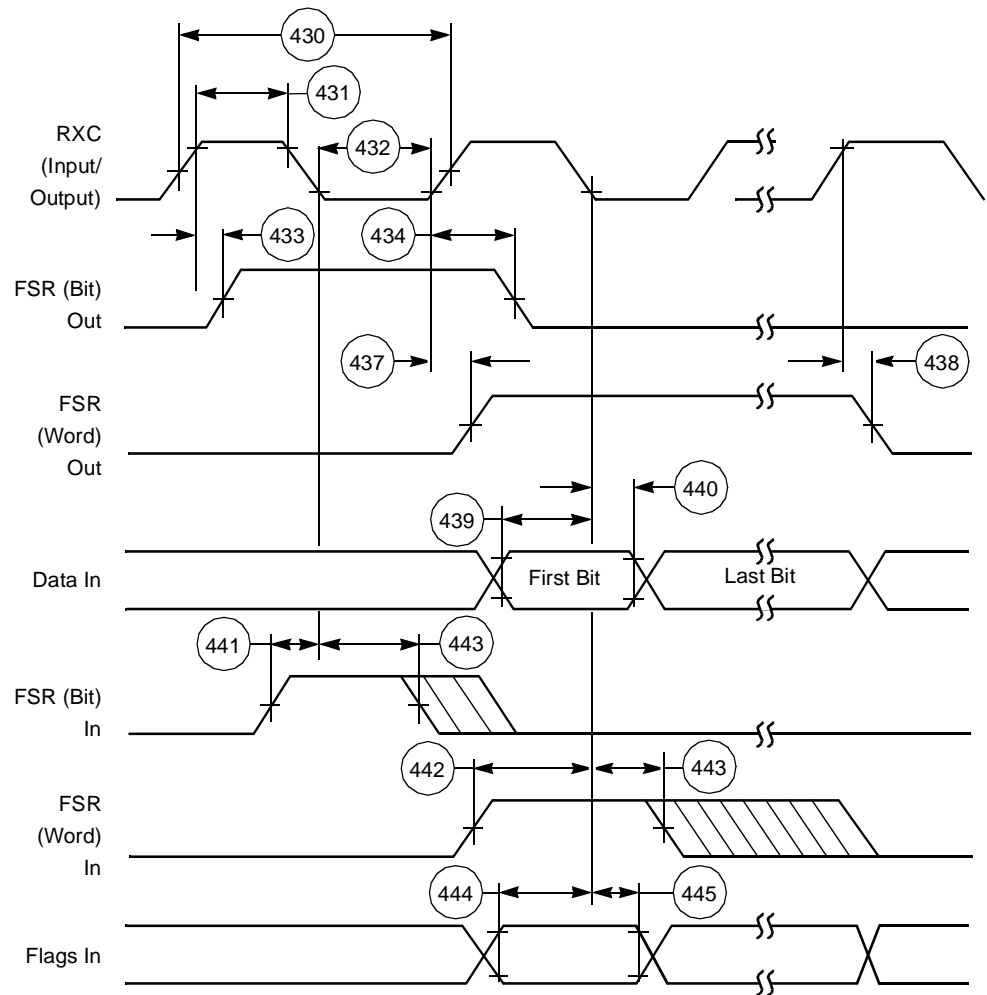 430
431
RXC
(Input/
Output)
432
433
434
FSR (Bit)
Out
437
438
FSR
(Word)
Out
440
439
Data In
First Bit
Last Bit
441
443
FSR (Bit)
In
442
443
FSR
(Word)
In
444
445
Flags In